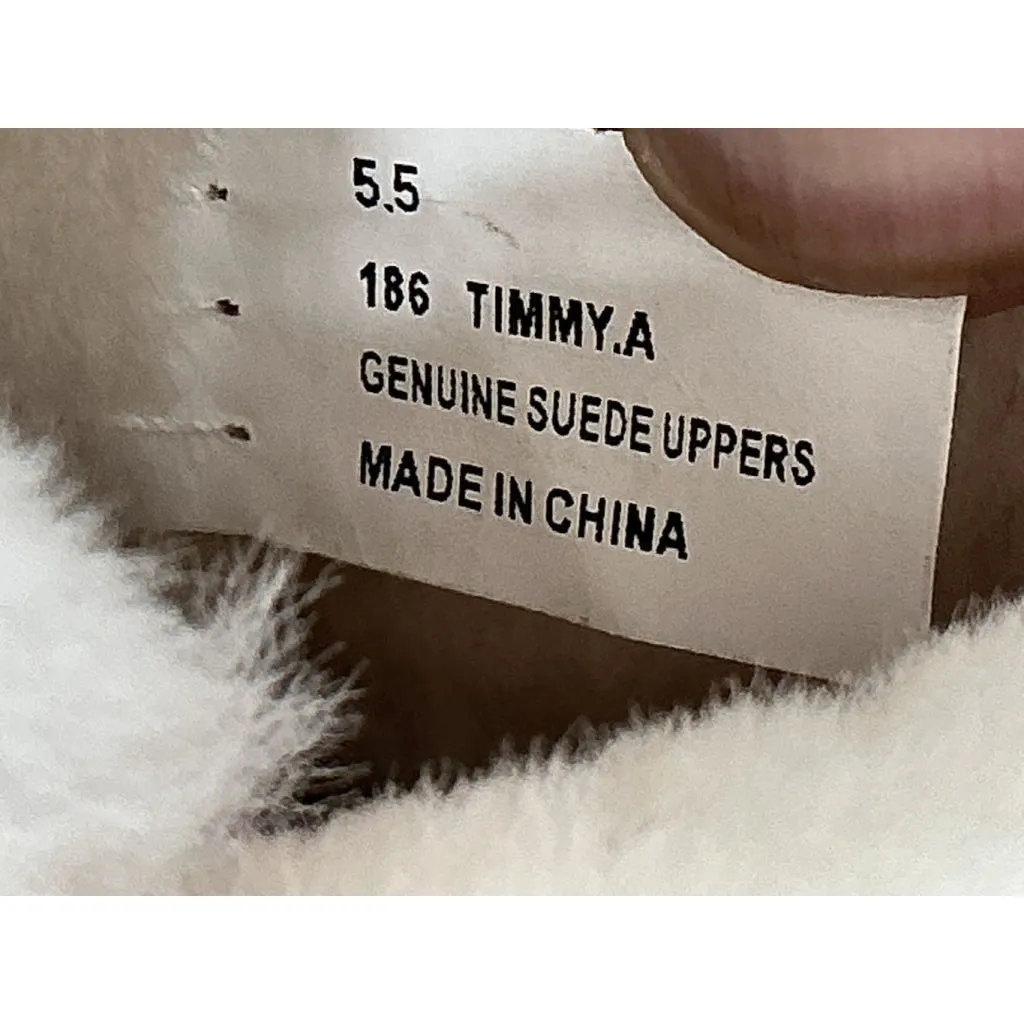 5.5
186 TIMMY.A
GENUINE SUEDE UPPERS
MADE IN CHINA